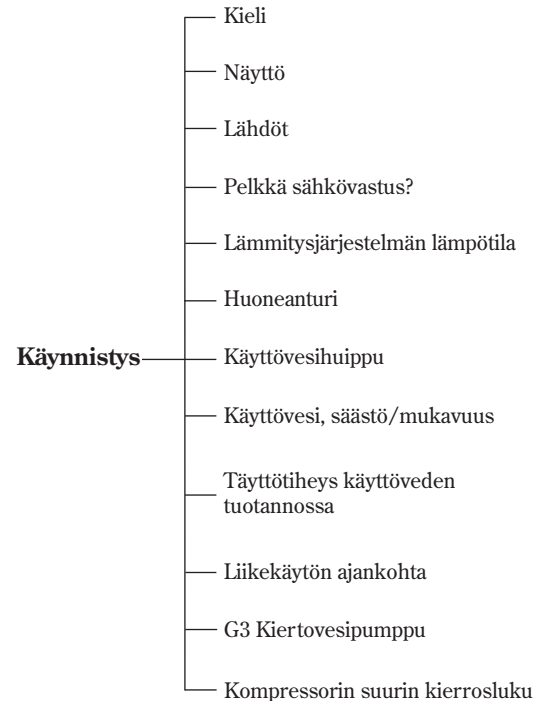 Kieli
Näyttö
Lähdöt
Pelkkä sähkövastus?
Lämmitysjärjestelmän lämpötila
Huoneanturi
Käynnistys
Käyttövesihuippu
Käyttövesi, säästö/mukavuus
Täyttötiheys käyttöveden
tuotannossa
Liikekäytön ajankohta
G3 Kiertovesipumppu
Kompressorin suurin kierrosluku